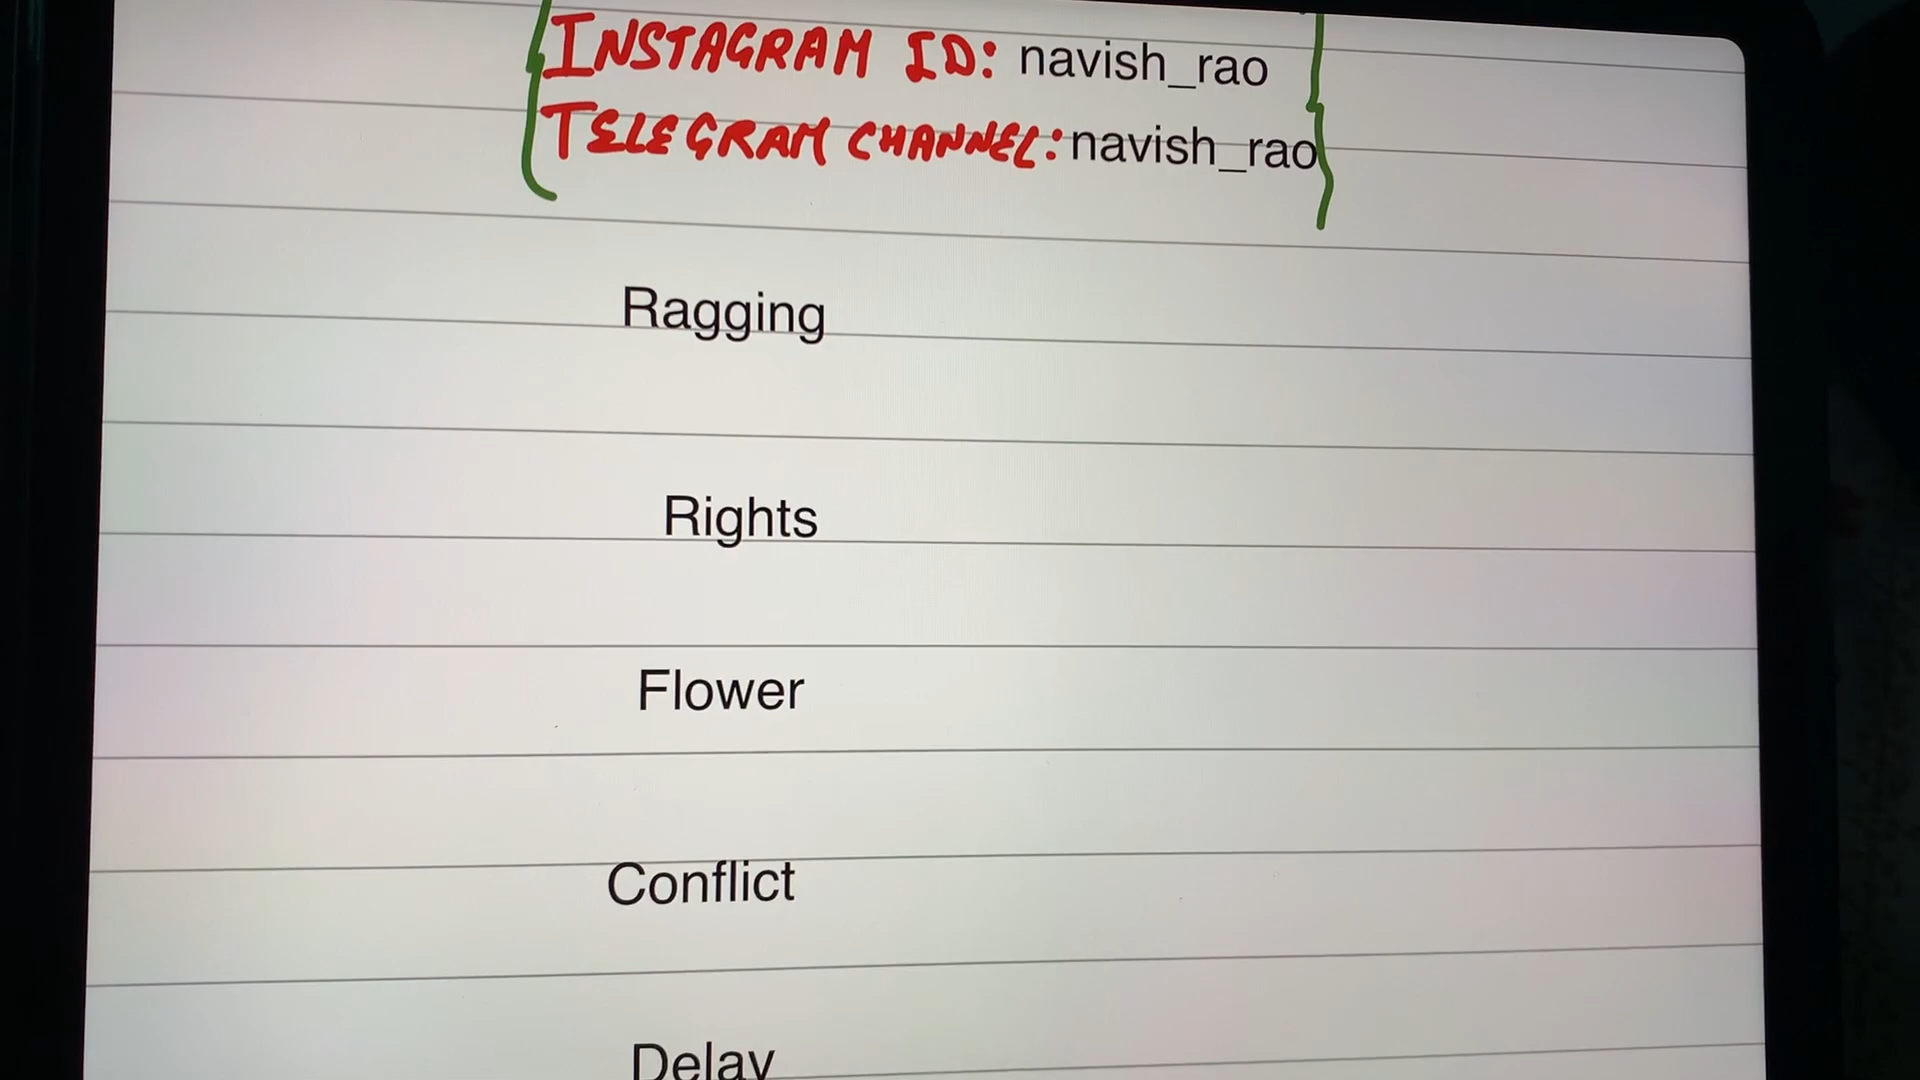 INSTAGRAM ID: navish_rao
TELEGRAM CHANNEL: navish_rao
Ragging
Rights
Flower
Conflict
Delay